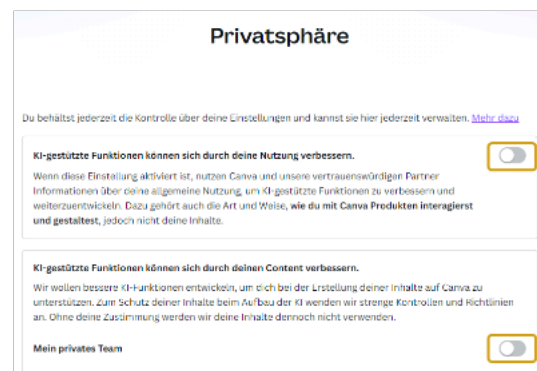 Privatsphäre
Du behältst jederzeit die Kontrolle über deine Einstellungen und kannst sie hier jederzeit verwalten. Mehr dazu
KI-gestützte Funktionen können sich durch deine Nutzung verbessern.
Wenn diese Einstellung aktiviert ist, nutzen Canva und unsere vertrauenswürdigen Partner
Informationen über deine allgemeine Nutzung, um KI-gestützte Funktionen zu verbessern und
weiterzuentwickeln. Dazu gehört auch die Art und Weise, wie du mit Canva Produkten interagierst
und gestaltest, jedoch nicht deine Inhalte.
KI-gestützte Funktionen können sich durch deinen Content verbessern.
Wir wollen bessere KI-Funktionen entwickeln, um dich bei der Erstellung deiner Inhalte auf Canva zu
unterstützen. Zum Schutz deiner Inhalte beim Aufbau der KI wenden wir strenge Kontrollen und Richtlinien
an. Ohne deine Zustimmung werden wir deine Inhalte dennoch nicht verwenden.
Mein privates Team